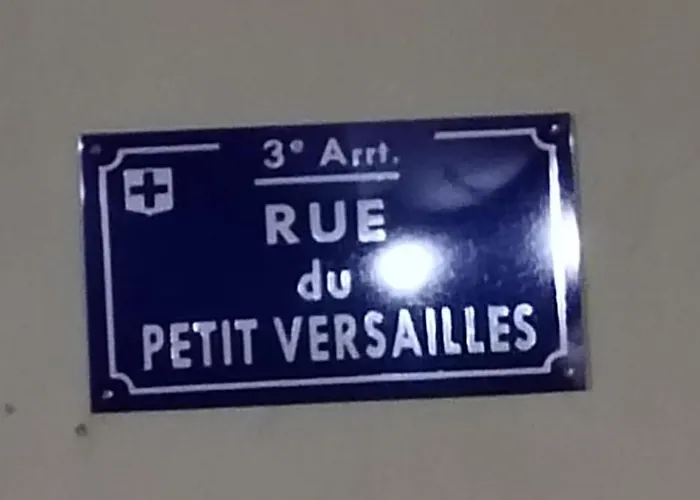 3e Arrt.
RUE
du
PETIT VERSAILLES